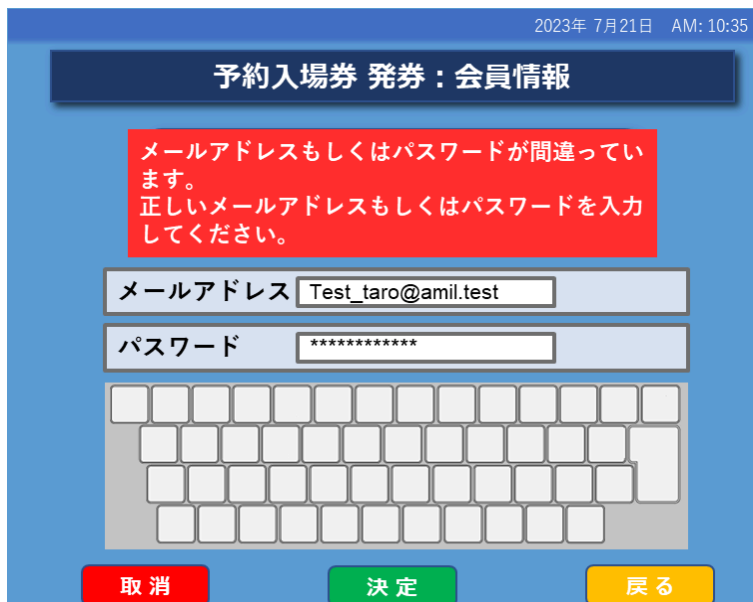 2023年 7月21日 AM: 10:35
予約入場券 発券：会員情報
メールアドレスもしくはパスワードが間違ってい
ます。
正しいメールアドレスもしくはパスワードを入力
してください。
メールアドレス Test_taro@amil.test
パスワード ************
取 消 決 定 戻 る